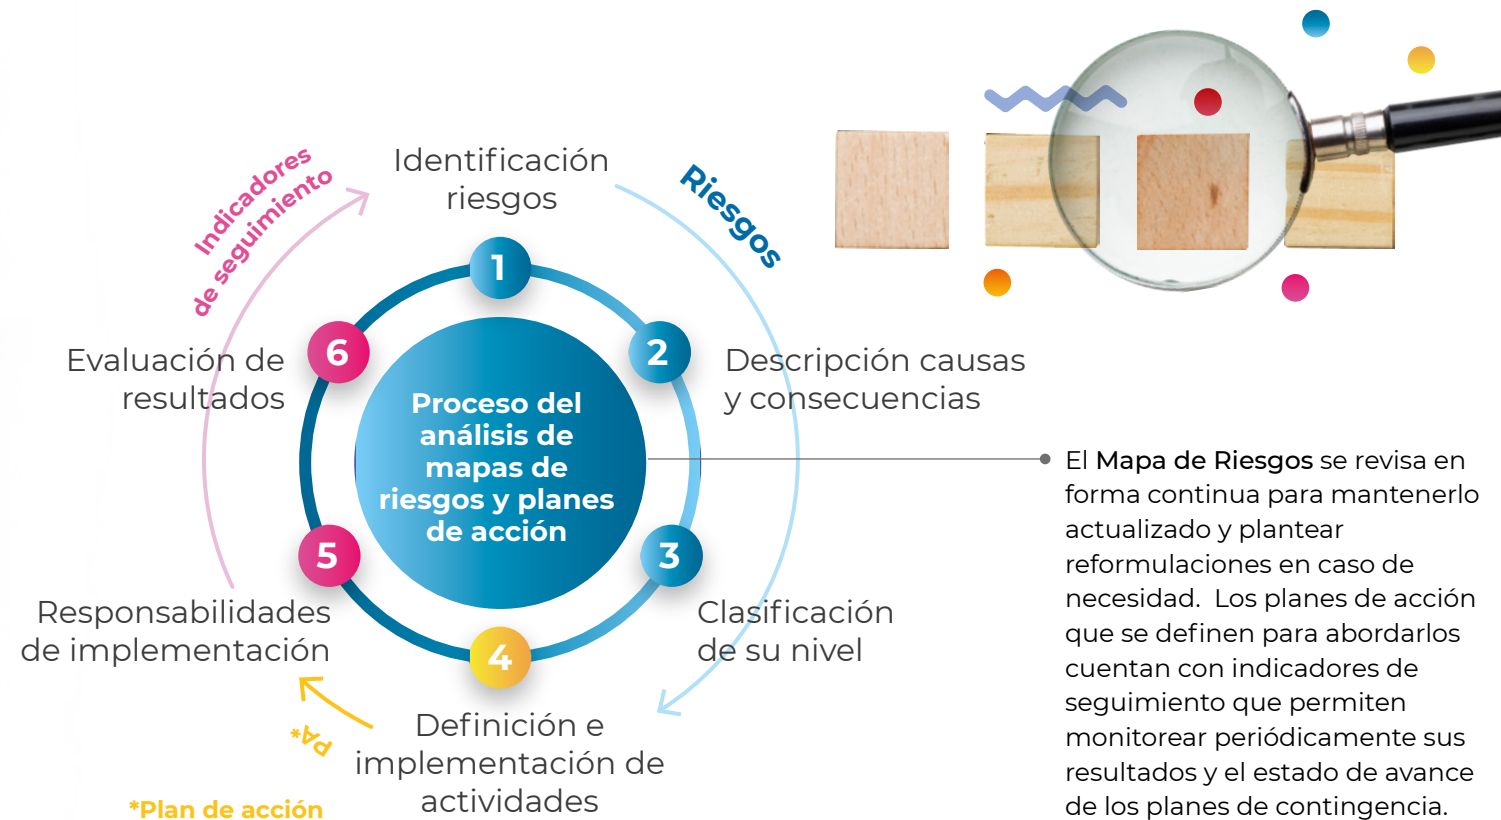 Indicadores
de seguimiento
Identificación
riesgos
Riesgos
1
2
Descripción causas
y consecuencias
3
Clasificación
de su nivel
4
Definición e
implementación de
actividades
PA*
*Plan de acción
5
Responsabilidades
de implementación
6
Evaluación de
resultados
Proceso del
análisis de
mapas de
riesgos y planes
de acción
El Mapa de Riesgos se revisa en
forma continua para mantenerlo
actualizado y plantear
reformulaciones en caso de
necesidad. Los planes de acción
que se definen para abordarlos
cuentan con indicadores de
seguimiento que permiten
monitorear periódicamente sus
resultados y el estado de avance
de los planes de contingencia.